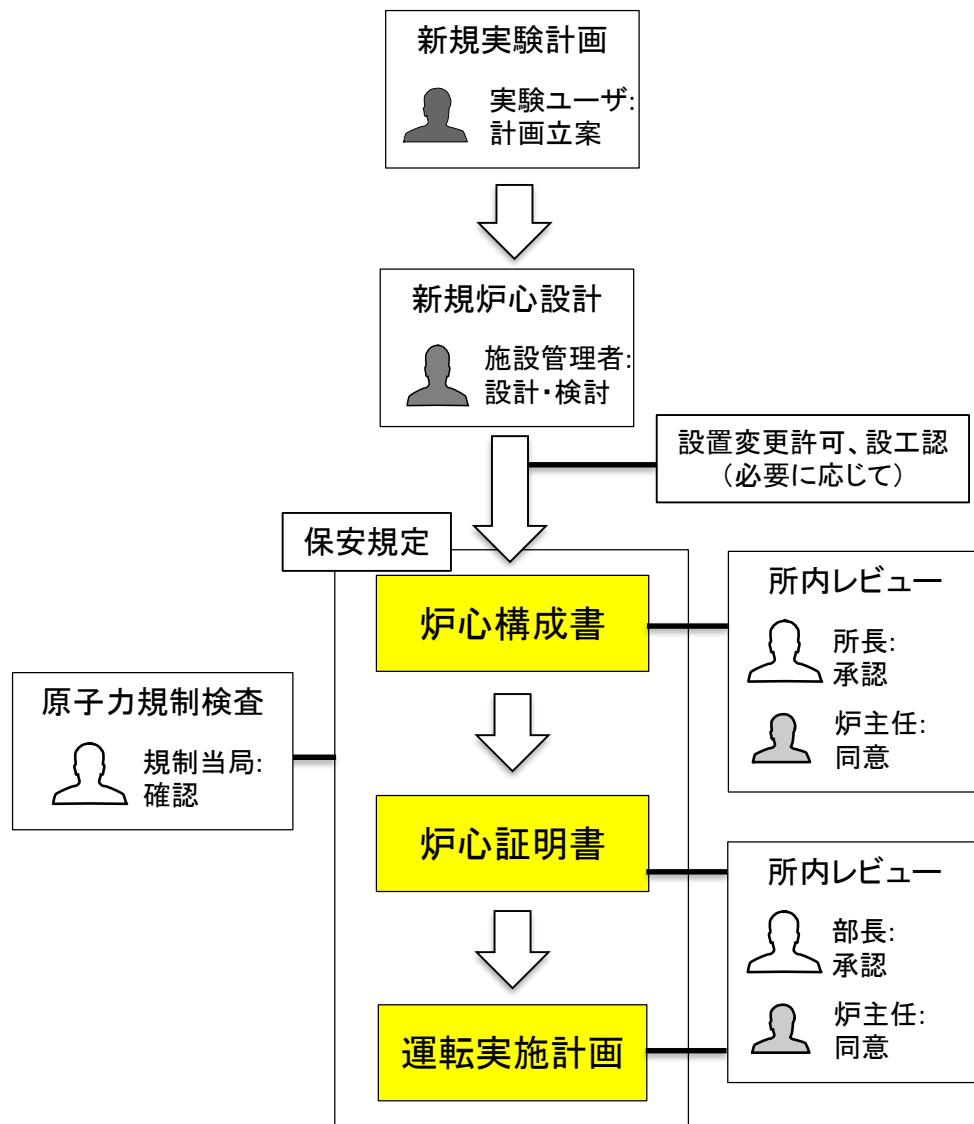 新規実験計画
実験ユーザ:
計画立案
新規炉心設計
施設管理者:
設計・検討
設置変更許可、設工認
（必要に応じて）
保安規定
炉心構成書
所内レビュー
所長:
承認
炉主任:
同意
原子力規制検査
規制当局:
確認
炉心証明書
所内レビュー
部長:
承認
炉主任:
同意
運転実施計画